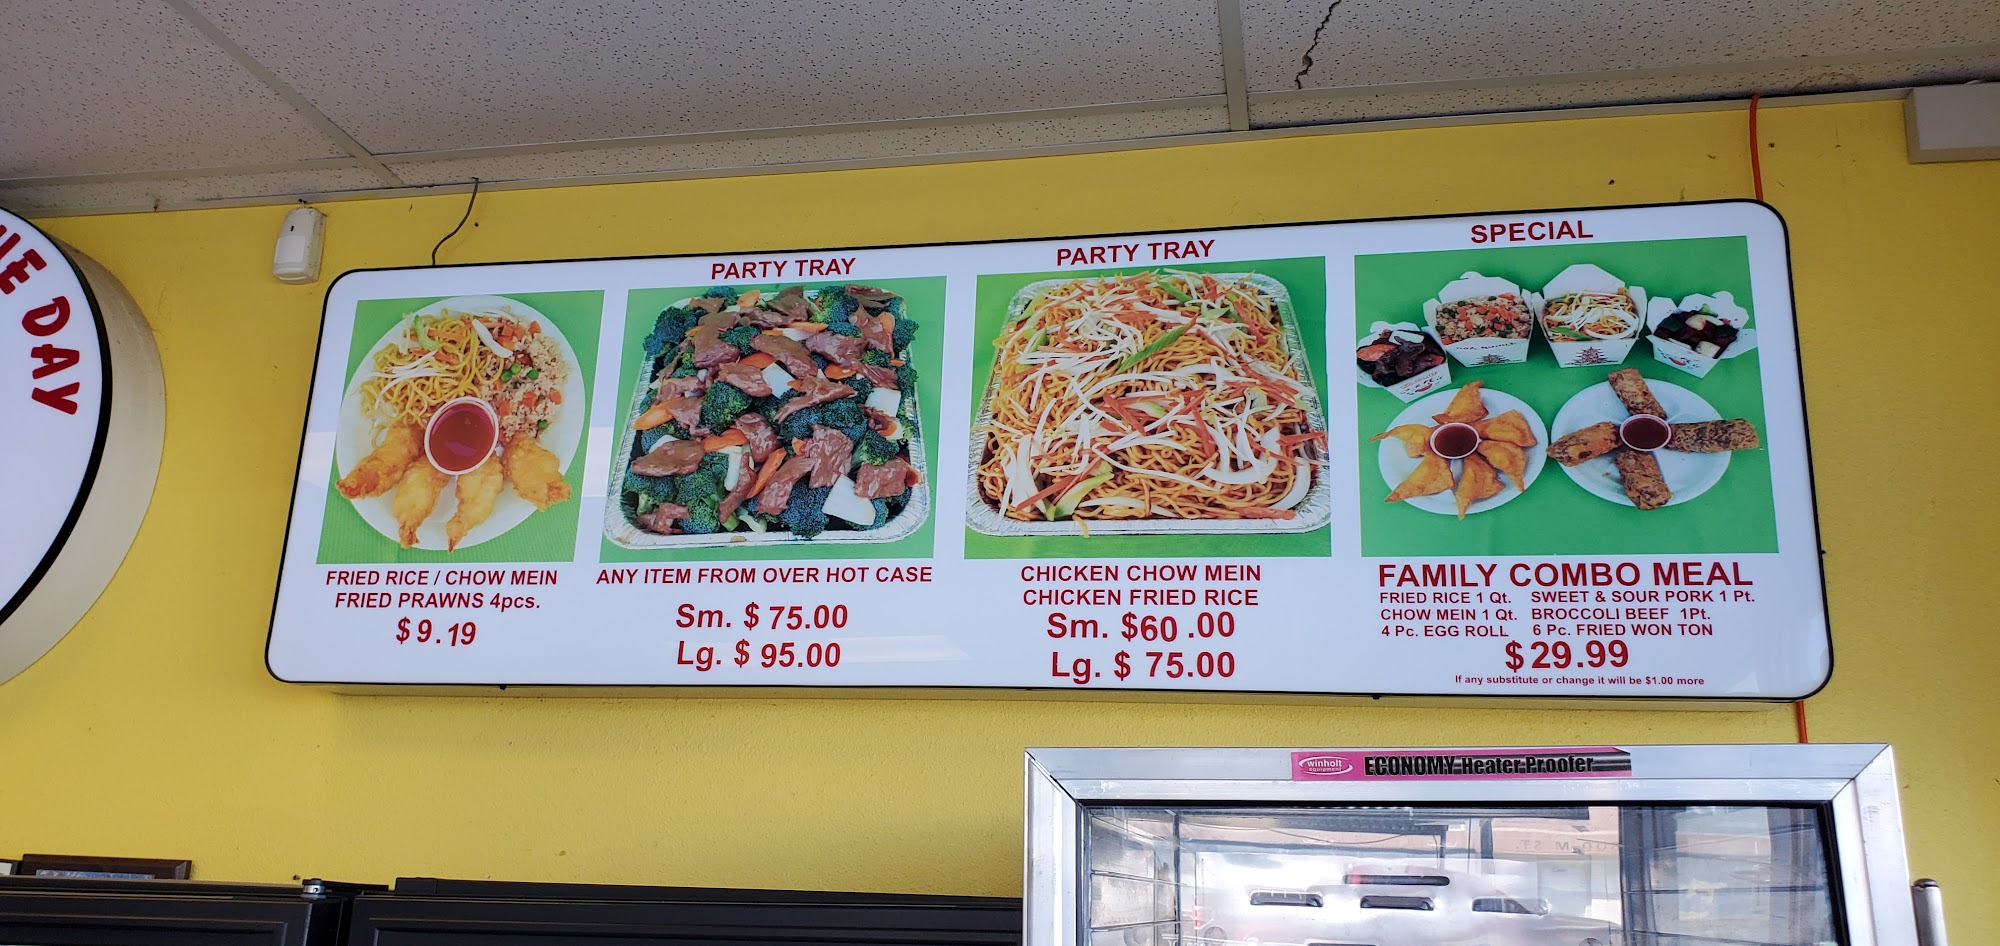 THE DAY
FRIED RICE / CHOW MEIN
FRIED PRAWNS 4pcs.
$9.19
PARTY TRAY
ANY ITEM FROM OVER HOT CASE
Sm. $ 75.00
Lg. $ 95.00
PARTY TRAY
CHICKEN CHOW MEIN
CHICKEN FRIED RICE
Sm. $60.00
Lg. $ 75.00
SPECIAL
FAMILY COMBO MEAL
FRIED RICE 1 Qt. SWEET & SOUR PORK 1 Pt.
CHOW MEIN 1 Qt. BROCCOLI BEEF 1Pt.
4 Pc. EGG ROLL 6 Pc. FRIED WON TON
$29.99
If any substitute or change it will be $1.00 more
winholt
equipment
ECONOMY Heater Proofer